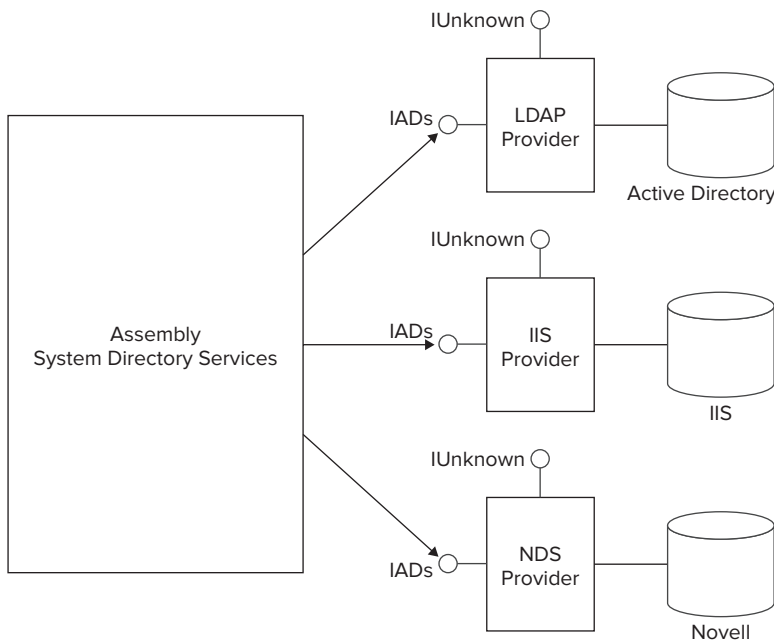 IUnknown
IADs
LDAP
Provider
Active Directory
Assembly
System Directory Services
IUnknown
IADs
IIS
Provider
IIS
IUnknown
IADs
NDS
Provider
Novell